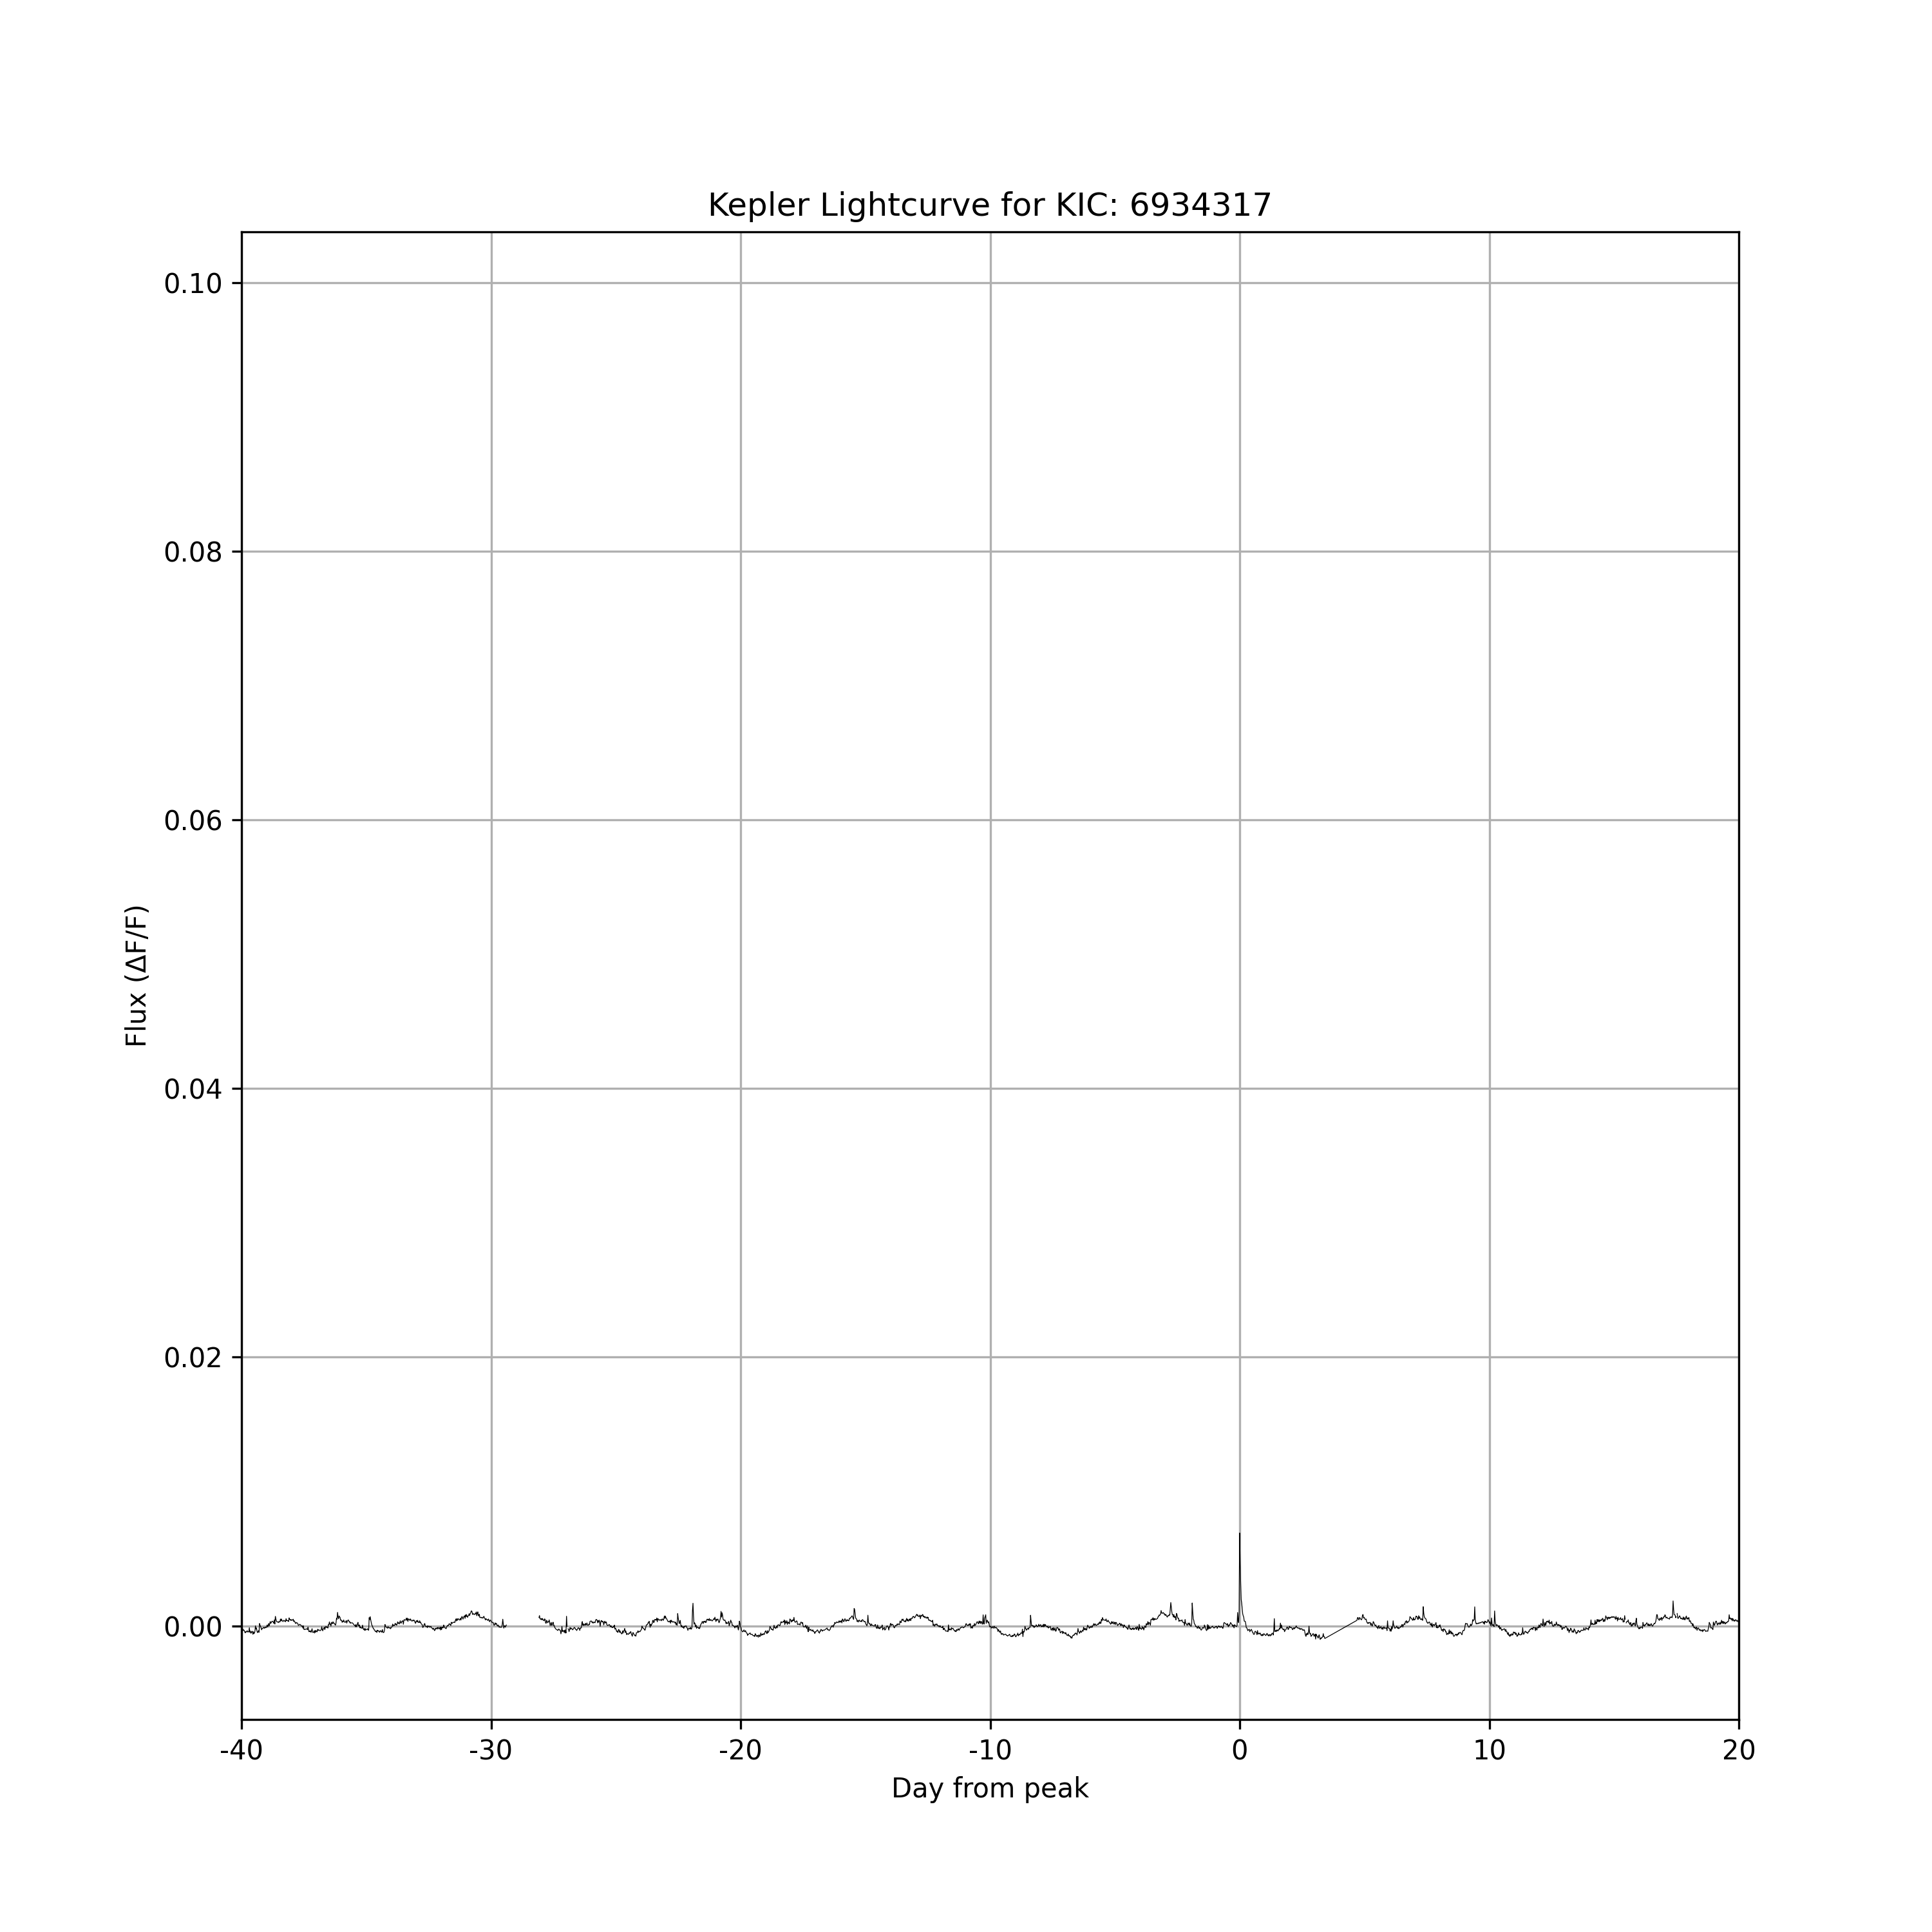 Kepler Lightcurve for KIC: 6934317
0.10
0.08
0.06
0.04
0.02
0.00
Flux (ΔF/F)
-40 -30 -20 -10 0 10 20
Day from peak